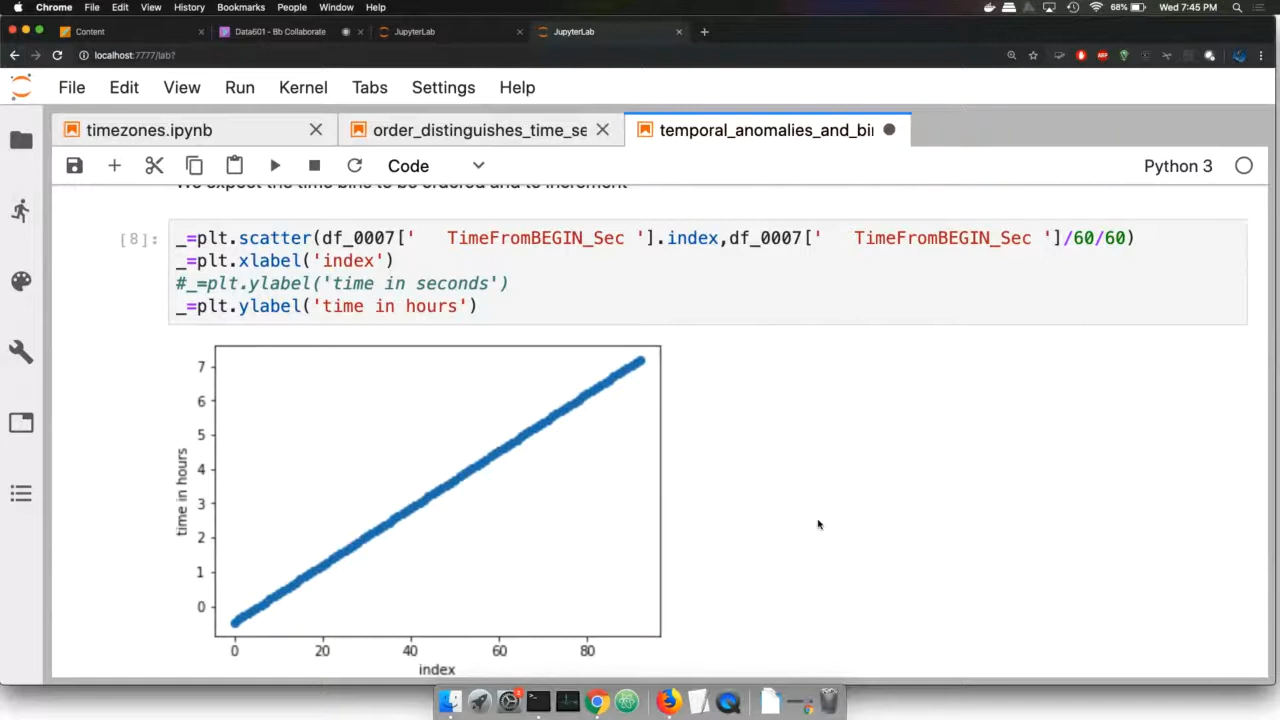 Chrome File Edit View History Bookmarks People Window Help 68% Wed 7:45 PM
Content Data601 - Bb Collaborate JupyterLab JupyterLab
localhost:7777/lab?
File Edit View Run Kernel Tabs Settings Help
timezones.ipynb order_distinguishes_time_se temporal_anomalies_and_bin
Code Python 3
We expect the time bins to be ordered and to increment
[8]: _=plt.scatter(df_0007['   TimeFromBEGIN_Sec '].index,df_0007['   TimeFromBEGIN_Sec ']/60/60)
_=plt.xlabel('index')
#_=plt.ylabel('time in seconds')
_=plt.ylabel('time in hours')
7
6
5
4
3
2
1
0
time in hours
0 20 40 60 80
index